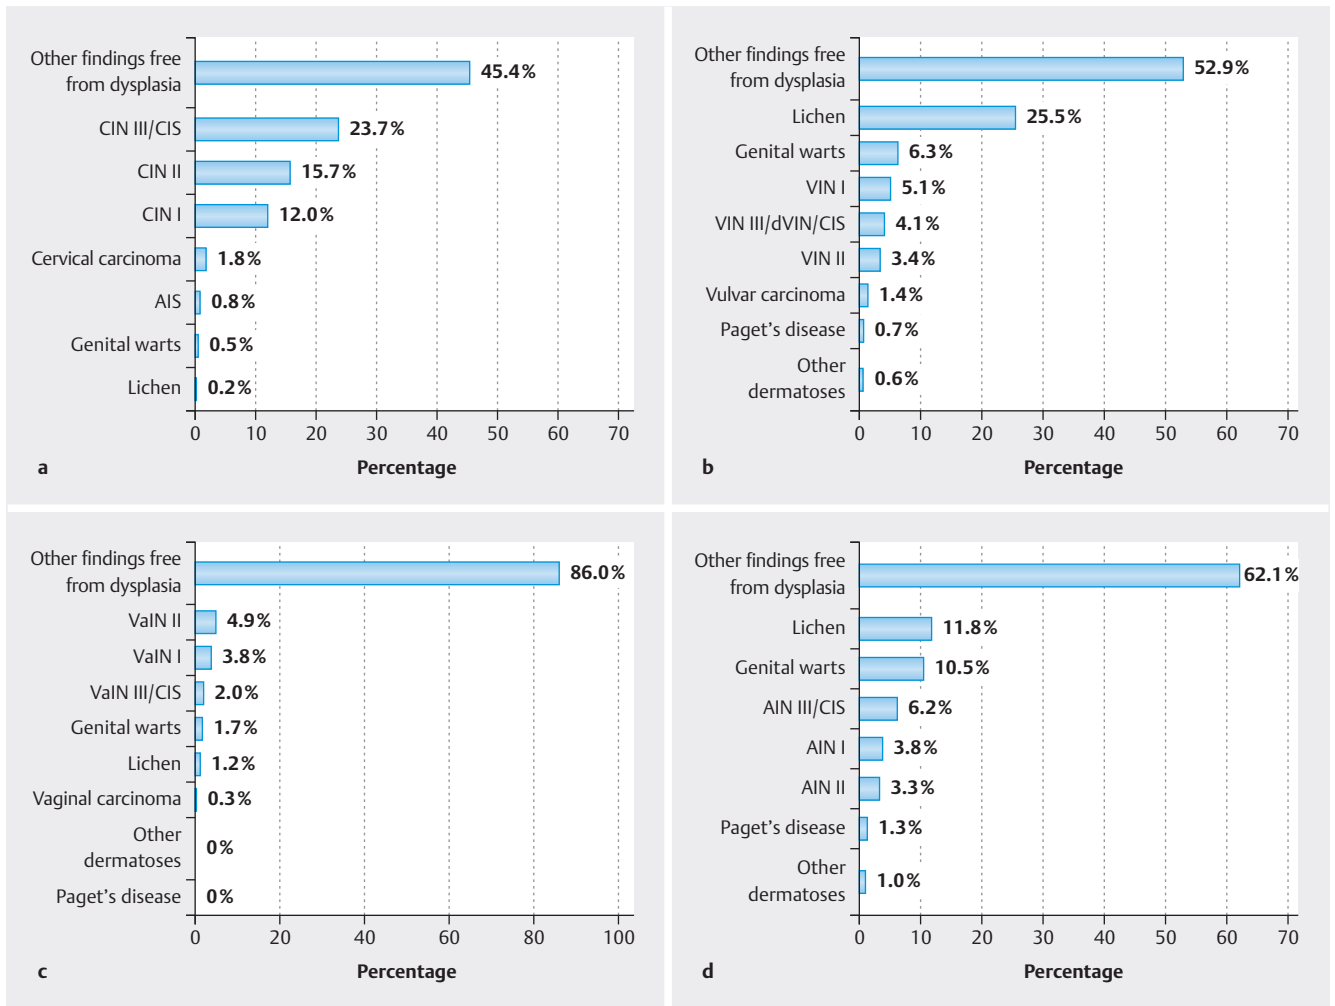 Other findings free
from dysplasia
45.4%
CIN III/CIS
23.7%
CIN II
15.7%
CIN I
12.0%
Cervical carcinoma
1.8%
AIS
0.8%
Genital warts
0.5%
Lichen
0.2%
0 10 20 30 40 50 60 70
a
Percentage
Other findings free
from dysplasia
52.9%
Lichen
25.5%
Genital warts
6.3%
VIN I
5.1%
VIN III/dVIN/CIS
4.1%
VIN II
3.4%
Vulvar carcinoma
1.4%
Paget's disease
0.7%
Other
dermatoses
0.6%
0 10 20 30 40 50 60 70
b
Percentage
Other findings free
from dysplasia
86.0%
VaIN II
4.9%
VaIN I
3.8%
VaIN III/CIS
2.0%
Genital warts
1.7%
Lichen
1.2%
Vaginal carcinoma
0.3%
Other
dermatoses
0%
Paget's disease
0%
0 20 40 60 80 100
c
Percentage
Other findings free
from dysplasia
62.1%
Lichen
11.8%
Genital warts
10.5%
AIN III/CIS
6.2%
AIN I
3.8%
AIN II
3.3%
Paget's disease
1.3%
Other
dermatoses
1.0%
0 10 20 30 40 50 60 70
d
Percentage